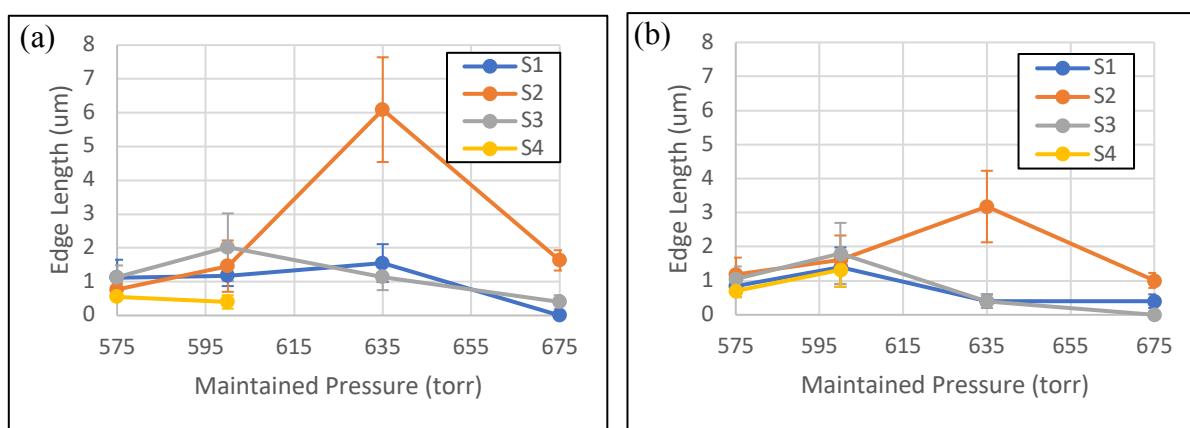 (a)
8
7
6
5
4
3
2
1
0
Edge Length (um)
575 595 615 635 655 675
Maintained Pressure (torr)
S1
S2
S3
S4
(b)
8
7
6
5
4
3
2
1
0
Edge Length (um)
575 595 615 635 655 675
Maintained Pressure (torr)
S1
S2
S3
S4